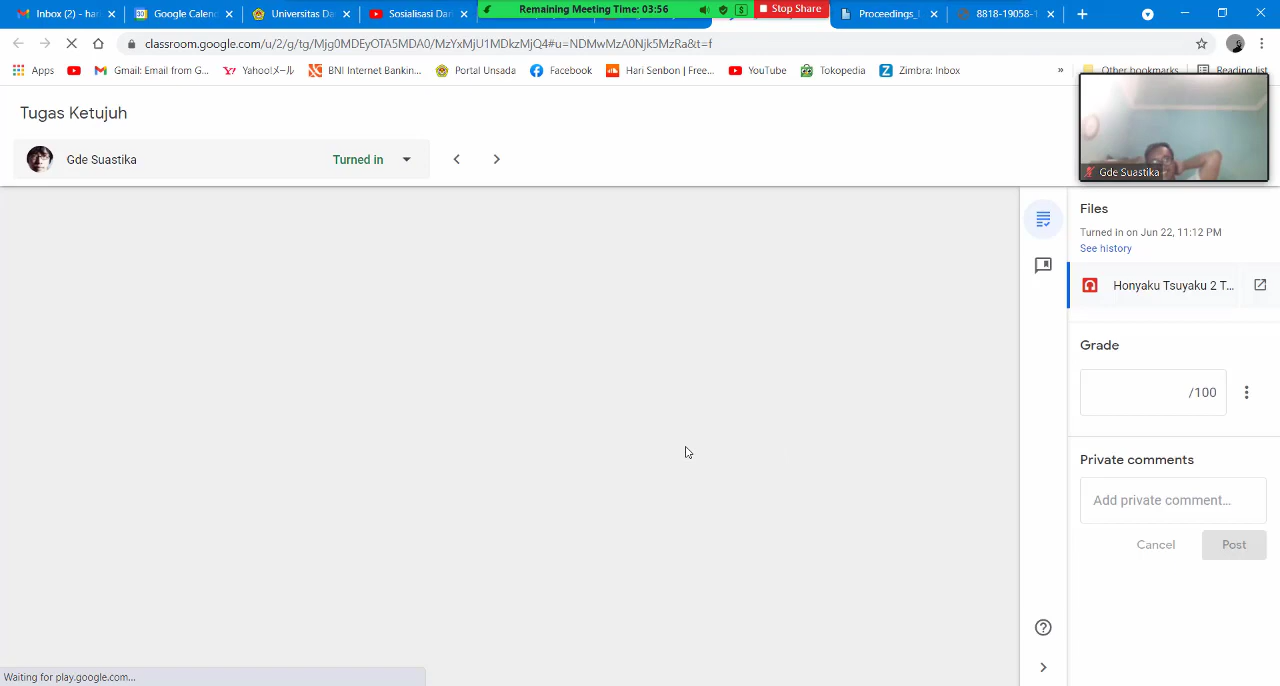 Inbox (2) - har
Google Calend
Universitas Da
Sosialisasi Dan
Remaining Meeting Time: 03:56
Stop Share
Proceedings_
8818-19058-1
classroom.google.com/u/2/g/tg/Mjg0MDEyOTA5MDA0/MzYxMjU1MDkzMjQ4#u=NDMwMzA0Njk5MzRa&t=f
Apps
Gmail: Email from G...
Yahoo!メール
BNI Internet Bankin...
Portal Unsada
Facebook
Hari Senbon | Free...
YouTube
Tokopedia
Zimbra: Inbox
»
Other bookmarks
Reading list
Tugas Ketujuh
Gde Suastika
Turned in
Gde Suastika
Files
Turned in on Jun 22, 11:12 PM
See history
Honyaku Tsuyaku 2 T...
Grade
/100
Private comments
Add private comment...
Cancel
Post
Waiting for play.google.com...